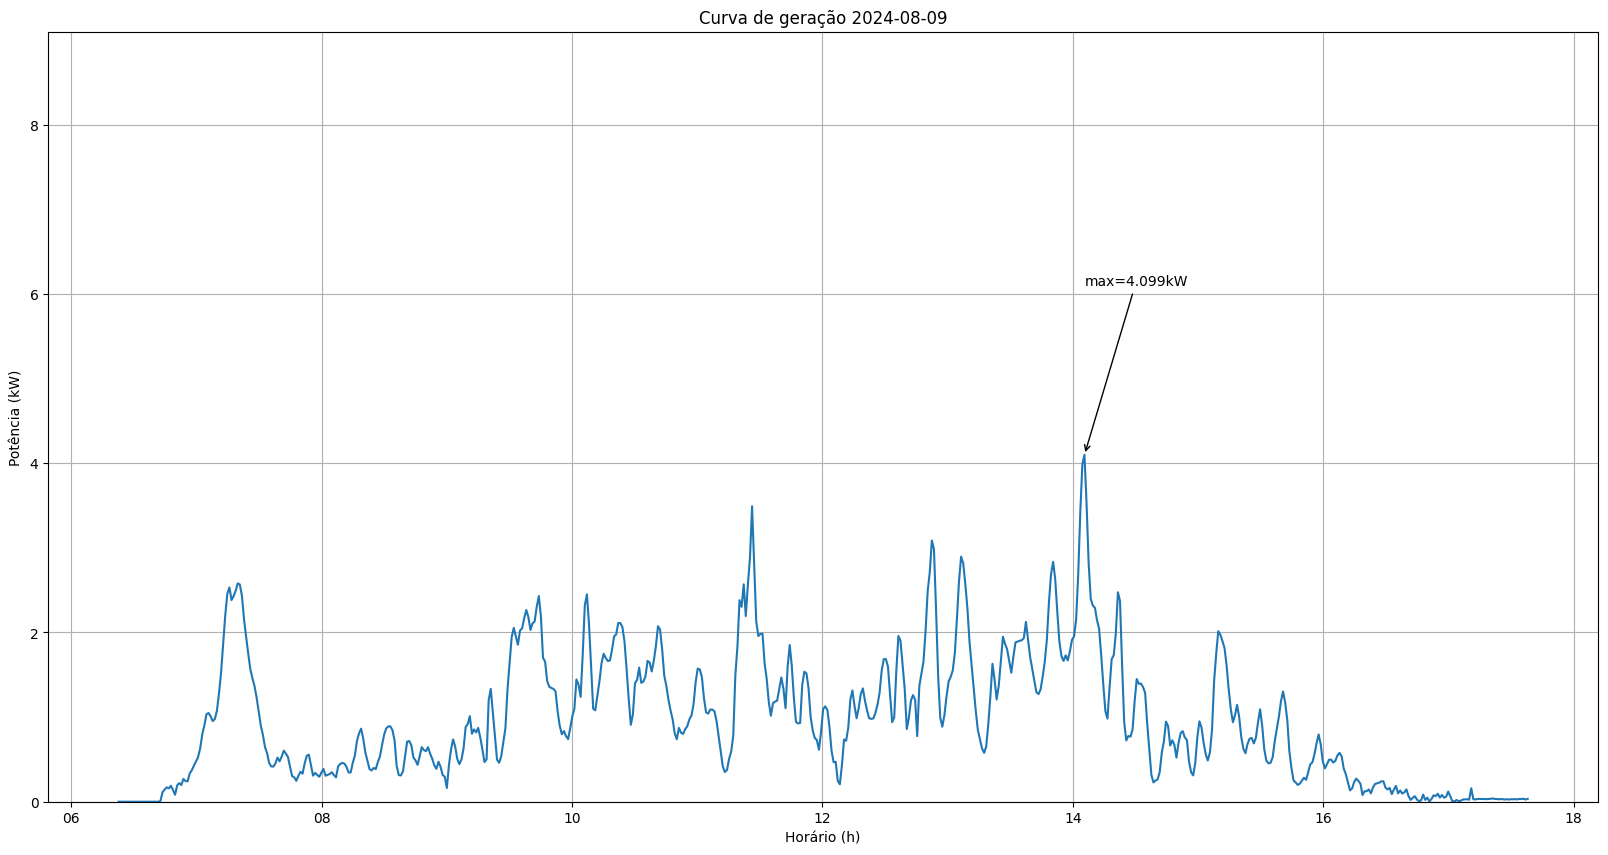 Curva de geração 2024-08-09
8
6
4
2
0
Potência (kW)
max=4.099kW
06 08 10 12 14 16 18
Horário (h)